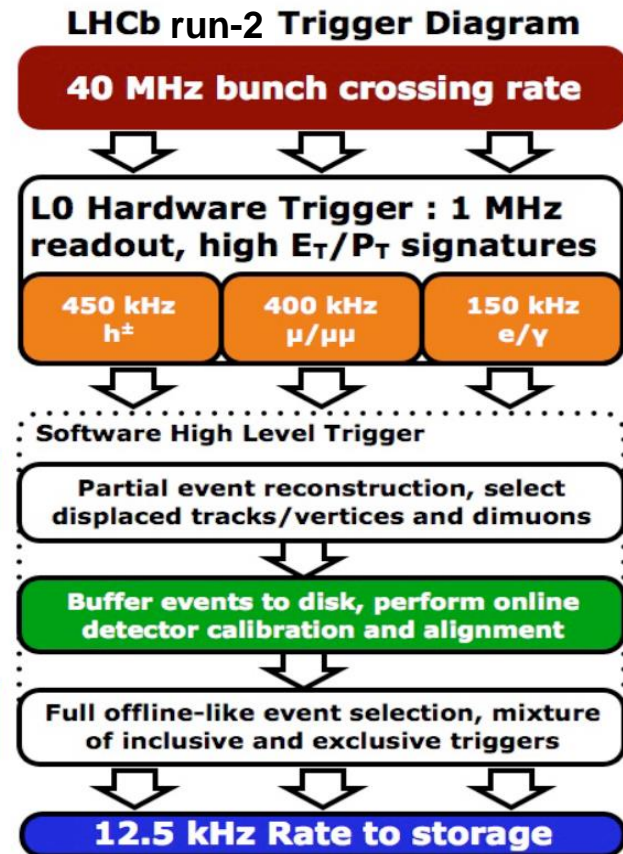 LHCb run-2 Trigger Diagram
40 MHz bunch crossing rate
L0 Hardware Trigger : 1 MHz
readout, high E_T/P_T signatures
450 kHz
h±
400 kHz
μ/μμ
150 kHz
e/γ
Software High Level Trigger
Partial event reconstruction, select
displaced tracks/vertices and dimuons
Buffer events to disk, perform online
detector calibration and alignment
Full offline-like event selection, mixture
of inclusive and exclusive triggers
12.5 kHz Rate to storage